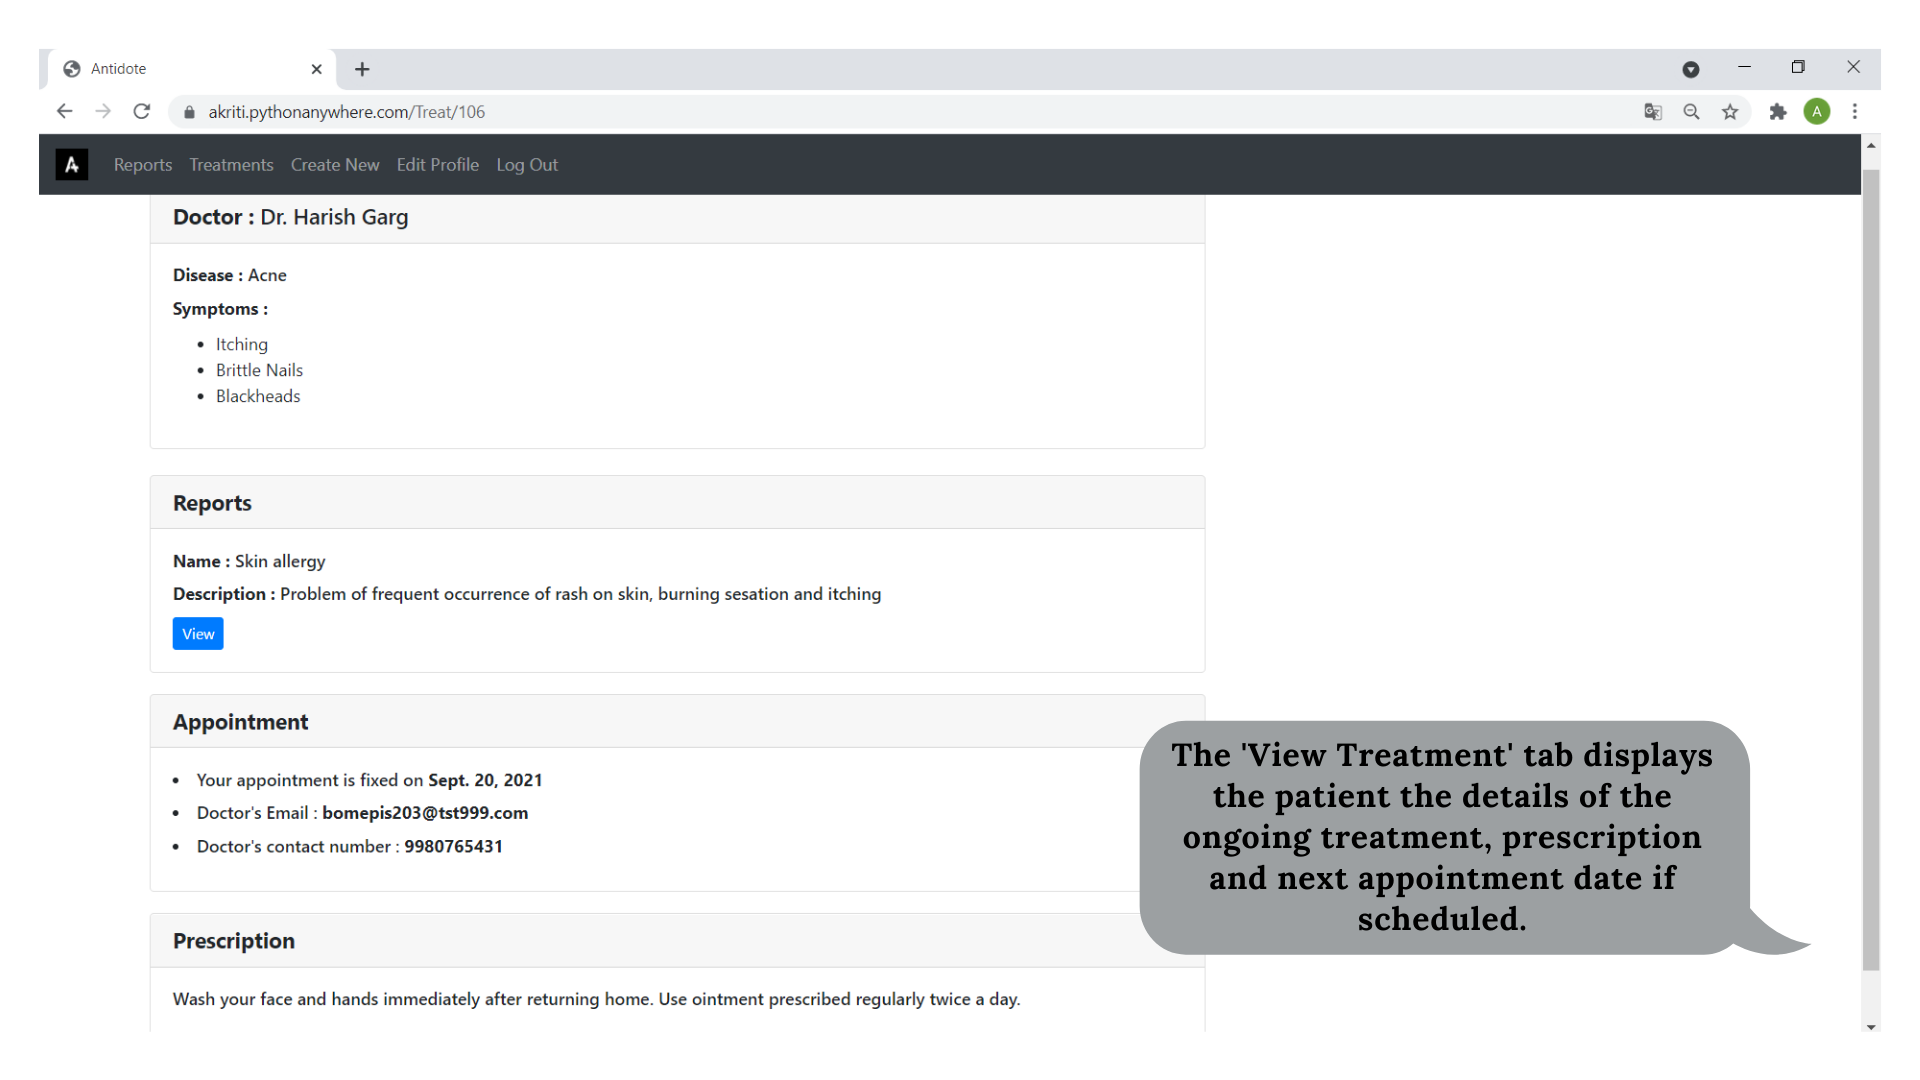 Antidote
akriti.pythonanywhere.com/Treat/106
A
A Reports Treatments Create New Edit Profile Log Out
Doctor : Dr. Harish Garg
Disease : Acne
Symptoms :
• Itching
• Brittle Nails
• Blackheads
Reports
Name : Skin allergy
Description : Problem of frequent occurrence of rash on skin, burning sesation and itching
View
Appointment
• Your appointment is fixed on Sept. 20, 2021
• Doctor's Email : bomepis203@tst999.com
• Doctor's contact number : 9980765431
Prescription
Wash your face and hands immediately after returning home. Use ointment prescribed regularly twice a day.
The 'View Treatment' tab displays
the patient the details of the
ongoing treatment, prescription
and next appointment date if
scheduled.